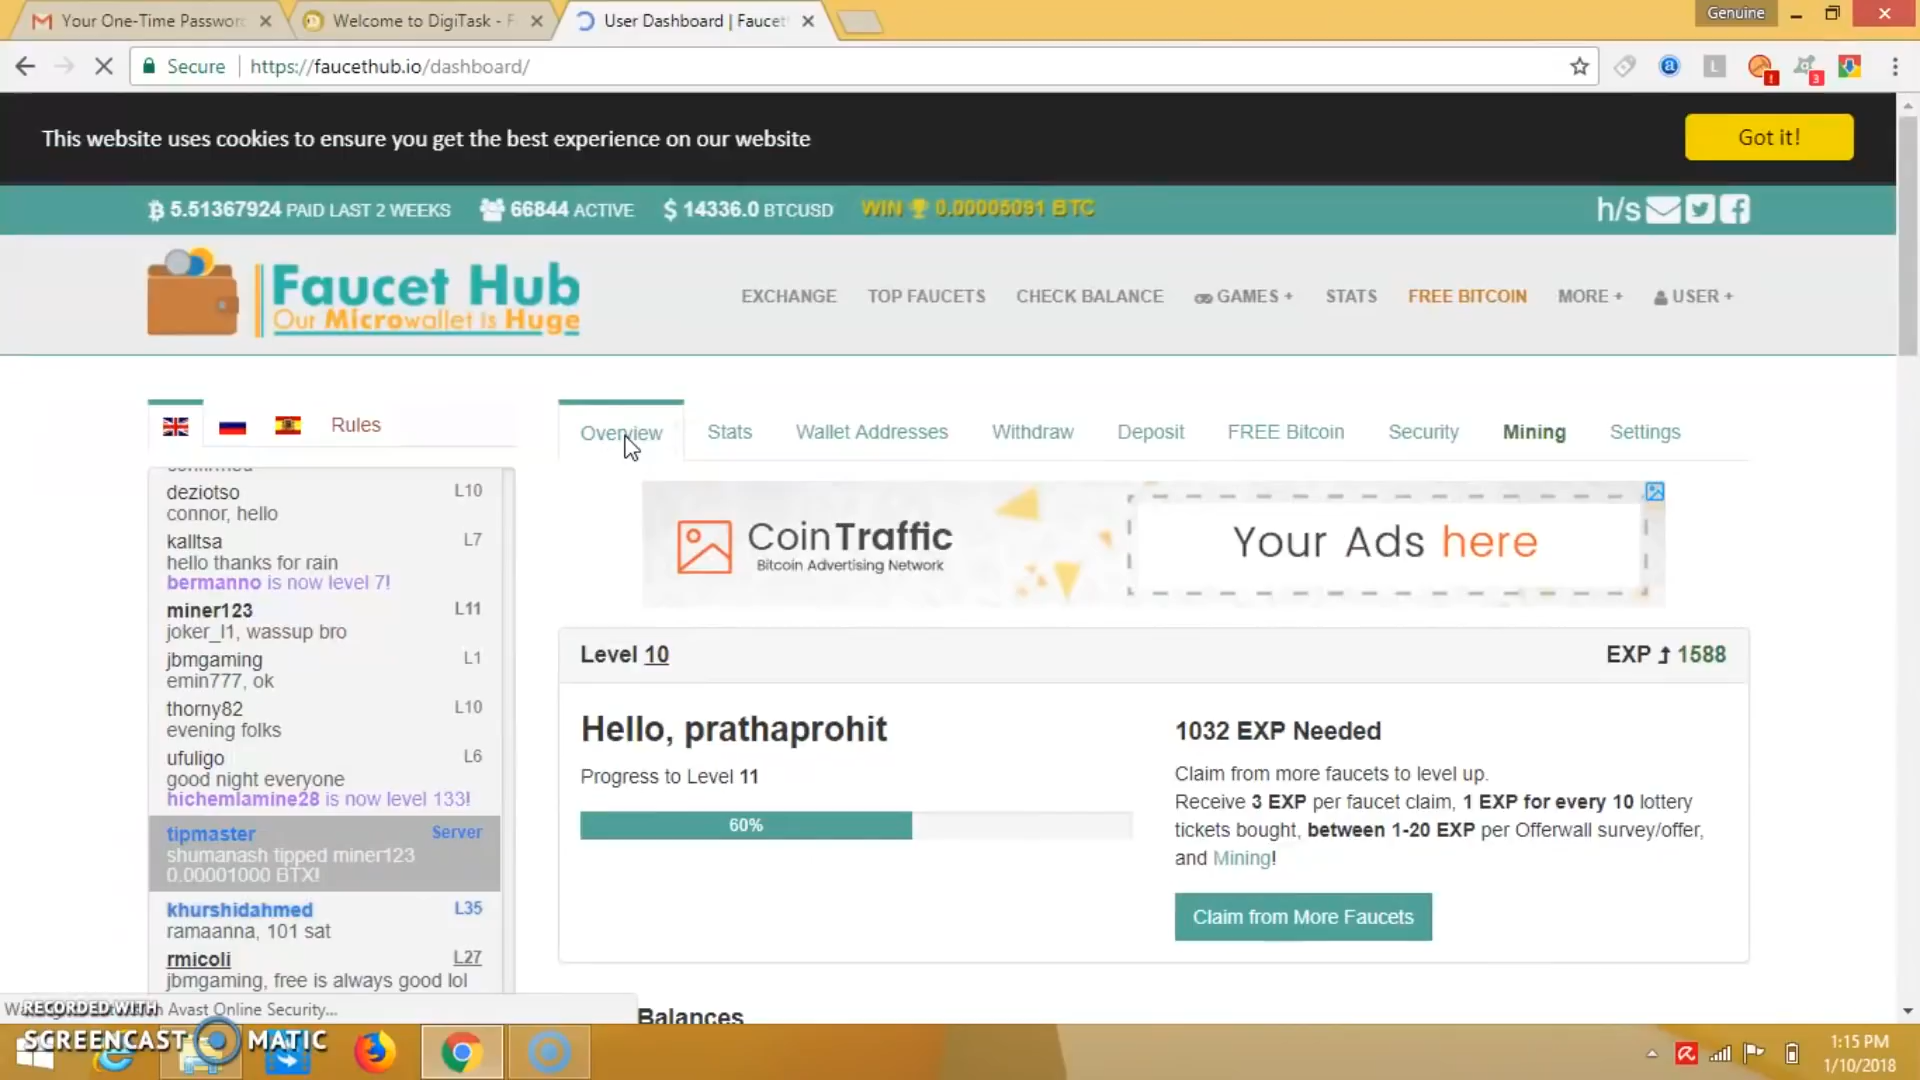 Your One-Time Passwor
Welcome to DigiTask - F
User Dashboard | Faucet
Genuine
Secure
https://faucethub.io/dashboard/
This website uses cookies to ensure you get the best experience on our website
Got it!
5.51367924 PAID LAST 2 WEEKS
66844 ACTIVE
$ 14336.0 BTCUSD
WIN 0.00005091 BTC
h/s
Faucet Hub
Our Microwallet is Huge
EXCHANGE
TOP FAUCETS
CHECK BALANCE
GAMES +
STATS
FREE BITCOIN
MORE +
USER +
Rules
Overview
Stats
Wallet Addresses
Withdraw
Deposit
FREE Bitcoin
Security
Mining
Settings
deziotso L10
connor, hello
kalltsa L7
hello thanks for rain
bermanno is now level 7!
miner123 L11
joker_l1, wassup bro
jbmgaming L1
emin777, ok
thorny82 L10
evening folks
ufuligo L6
good night everyone
hichemlamine28 is now level 133!
tipmaster Server
shumanash tipped miner123
0.00001000 BTX!
khurshidahmed L35
ramaanna, 101 sat
rmicoli L27
jbmgaming, free is always good lol
CoinTraffic
Bitcoin Advertising Network
Your Ads here
Level 10
EXP 1588
Hello, prathaprohit
Progress to Level 11
60%
1032 EXP Needed
Claim from more faucets to level up.
Receive 3 EXP per faucet claim, 1 EXP for every 10 lottery
tickets bought, between 1-20 EXP per Offerwall survey/offer,
and Mining!
Claim from More Faucets
Balances
Avast Online Security...
RECORDED WITH
SCREENCAST MATIC
1:15 PM
1/10/2018